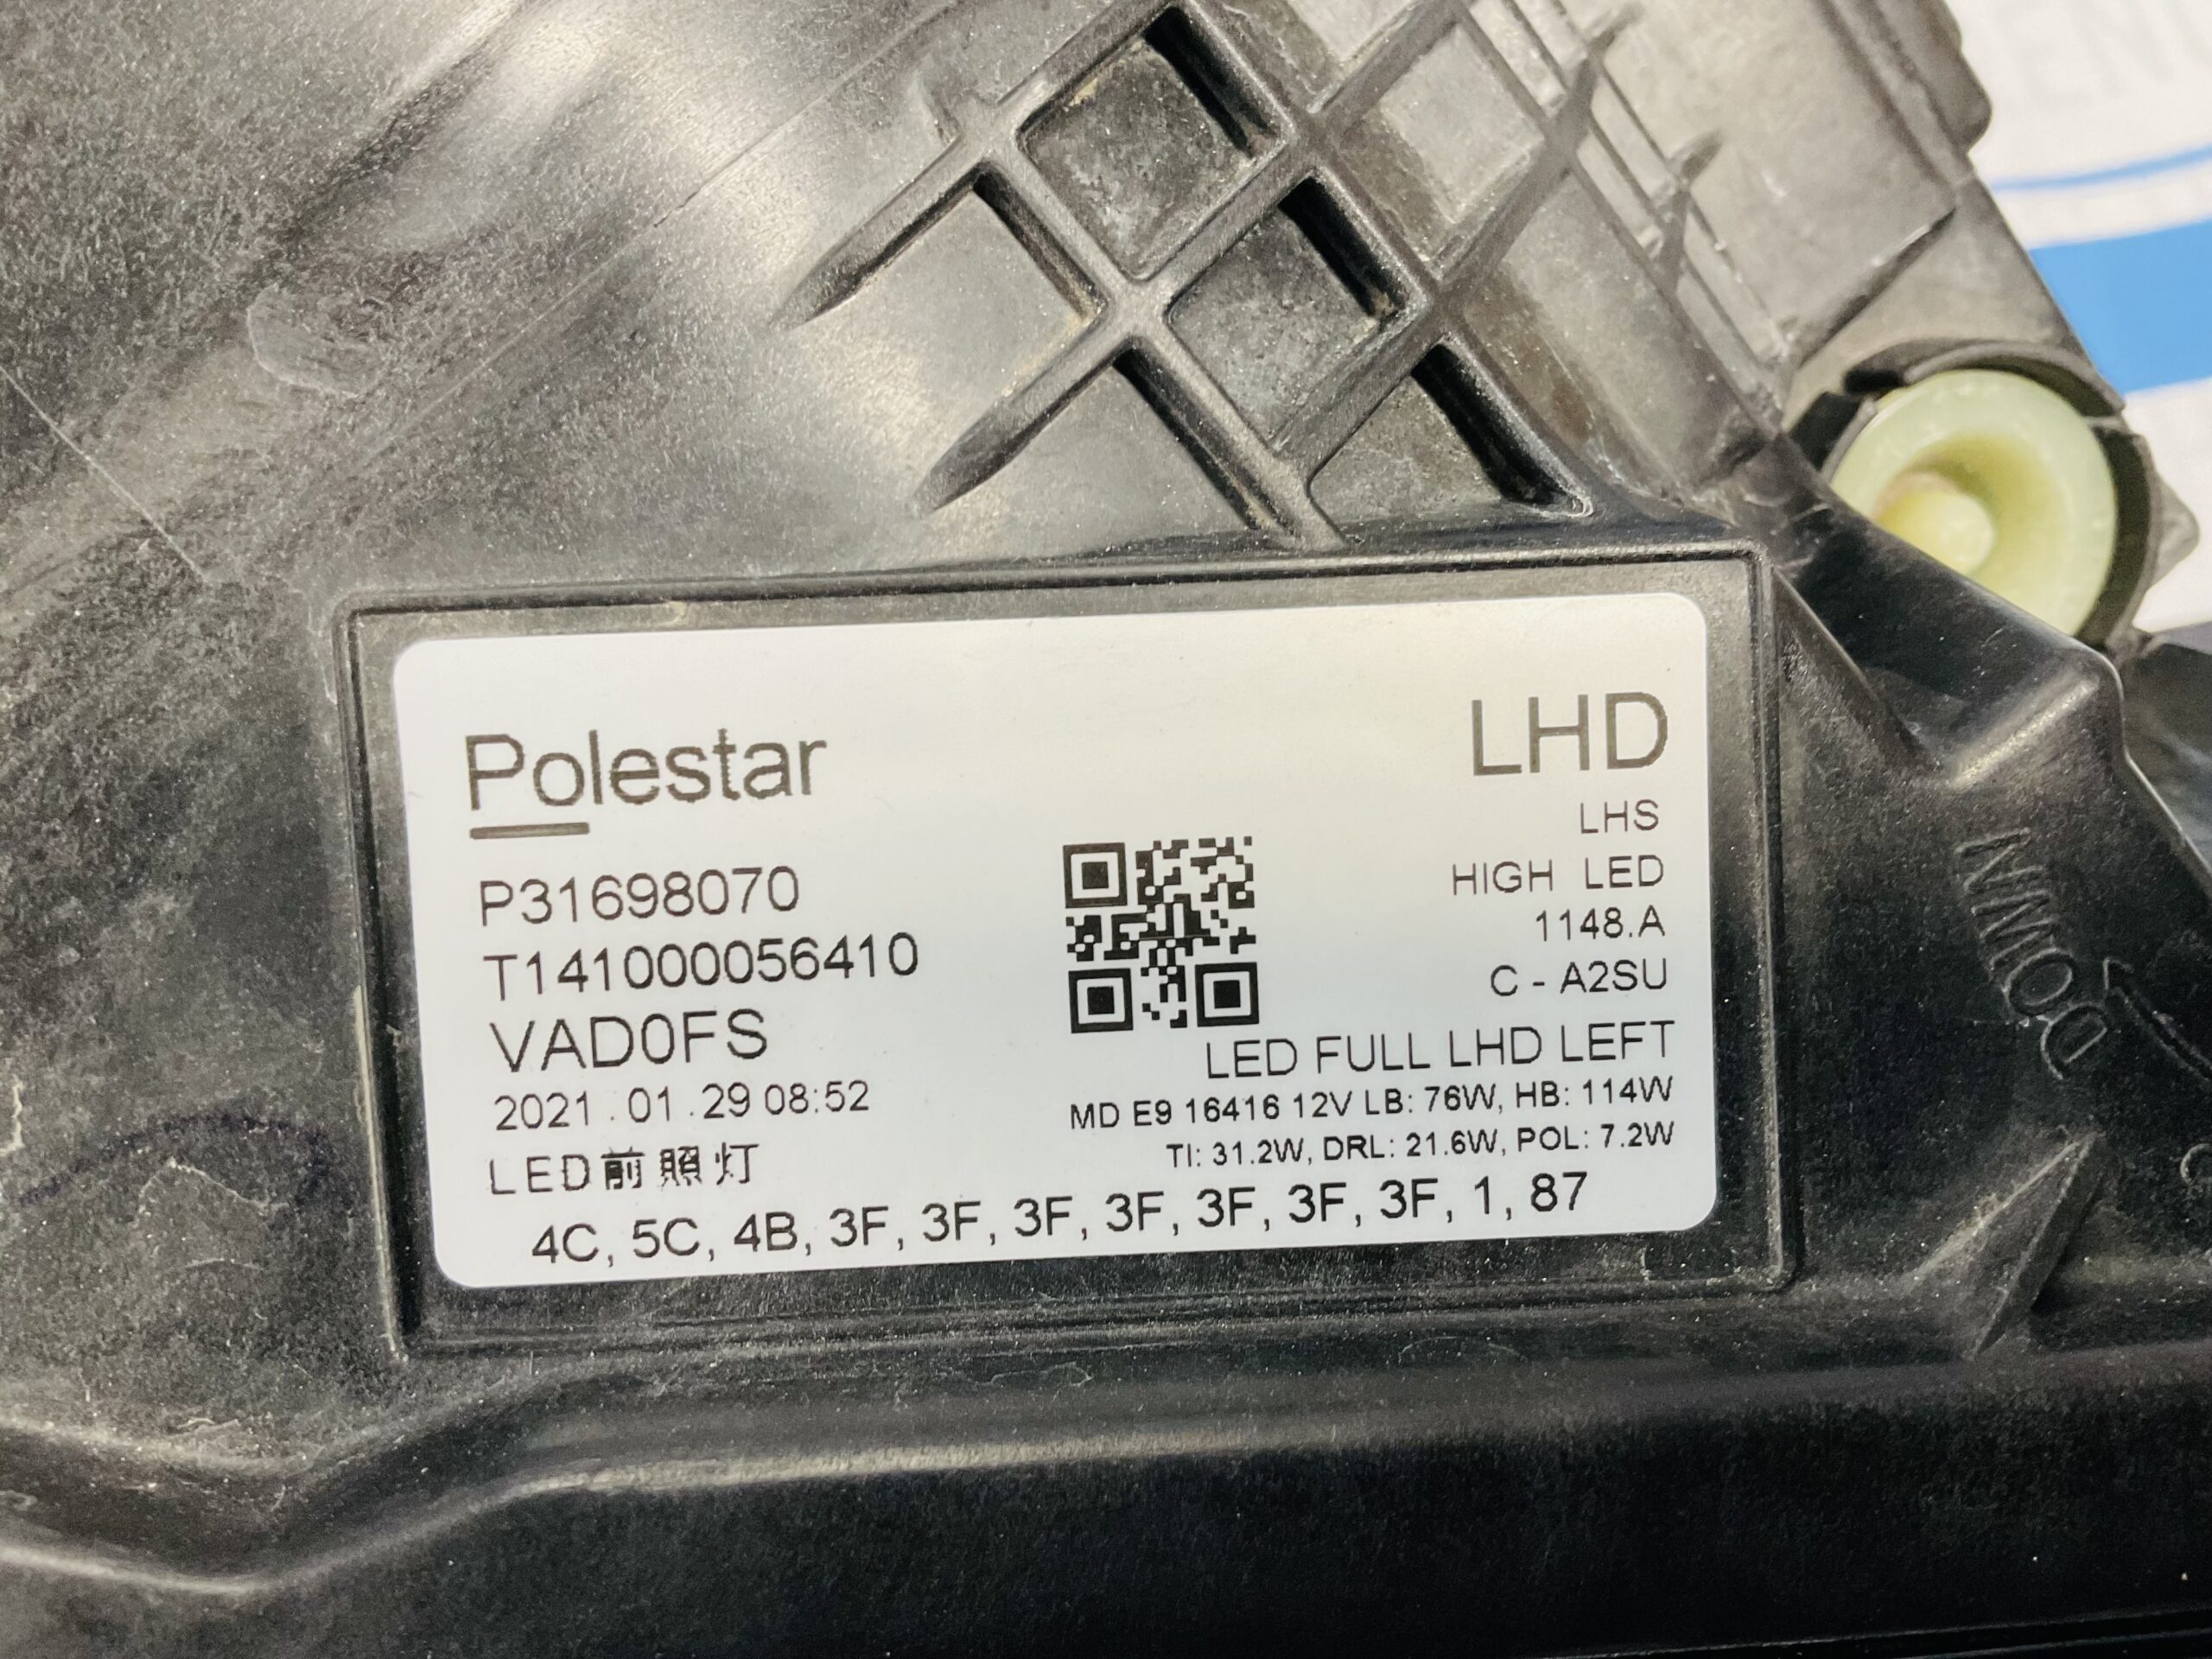 Polestar
P31698070
T141000056410
VAD0FS
2021.01.29 08:52
LED前照灯
LHD
LHS
HIGH LED
1148.A
C - A2SU
LED FULL LHD LEFT
MD E9 16416 12V LB: 76W, HB: 114W
TI: 31.2W, DRL: 21.6W, POL: 7.2W
4C, 5C, 4B, 3F, 3F, 3F, 3F, 3F, 3F, 3F, 1, 87
DOWN